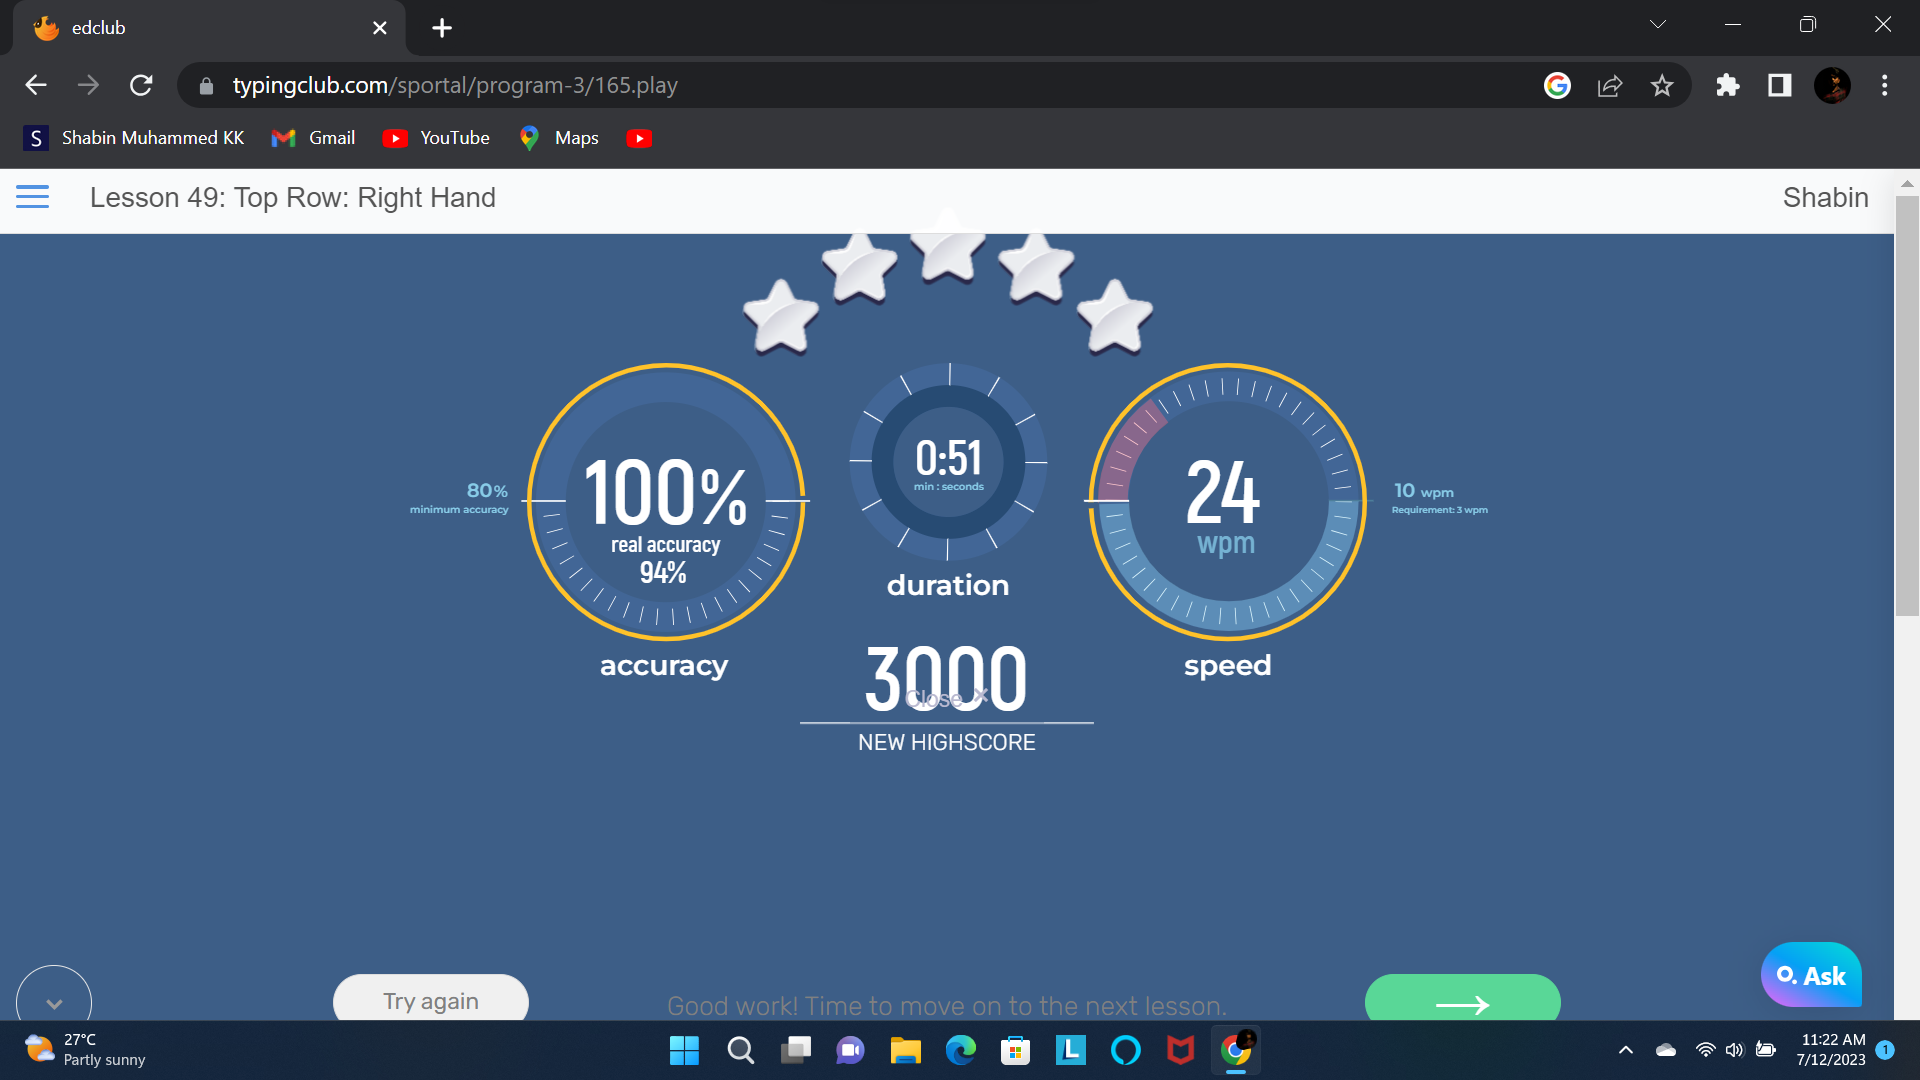 edclub
typingclub.com/sportal/program-3/165.play
S Shabin Muhammed KK Gmail YouTube Maps
Lesson 49: Top Row: Right Hand
Shabin
80%
minimum accuracy
100%
real accuracy
94%
accuracy
0:51
min : seconds
duration
24
wpm
speed
10 wpm
Requirement: 3 wpm
3000
Close ×
NEW HIGHSCORE
Try again
Good work! Time to move on to the next lesson.
Ask
27°C
Partly sunny
L
11:22 AM
7/12/2023
1